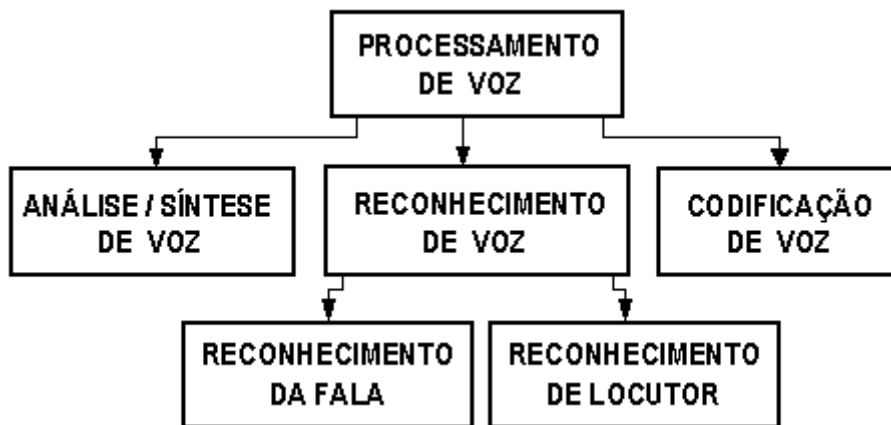 PROCESSAMENTO
DE VOZ
ANÁLISE / SÍNTESE
DE VOZ
RECONHECIMENTO
DE VOZ
CODIFICAÇÃO
DE VOZ
RECONHECIMENTO
DA FALA
RECONHECIMENTO
DE LOCUTOR